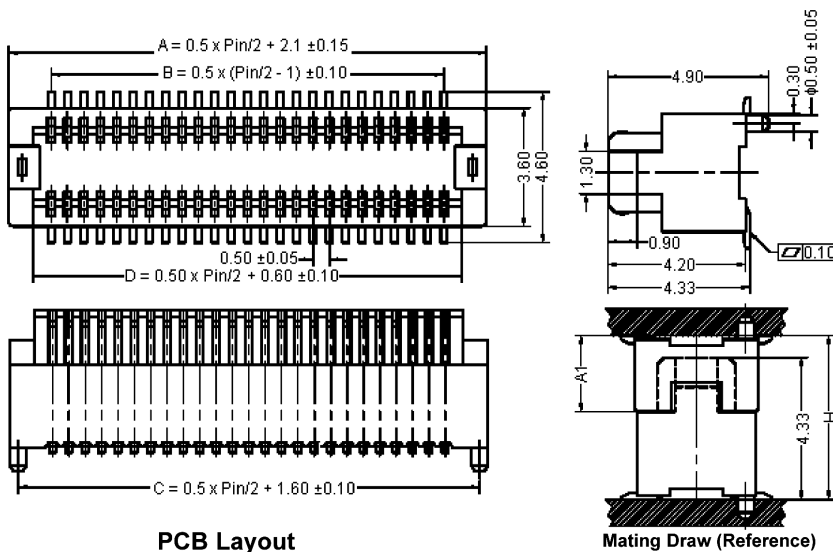 A = 0.5 x Pin/2 + 2.1 ±0.15
B = 0.5 x (Pin/2 - 1) ±0.10
3.60
4.60
0.50 ±0.05
D = 0.50 x Pin/2 + 0.60 ±0.10
4.90
0.30
ϕ0.50 ±0.05
1.30
0.90
4.20
4.33
▱ 0.10
C = 0.5 x Pin/2 + 1.60 ±0.10
A1
4.33
H
PCB Layout
Mating Draw (Reference)